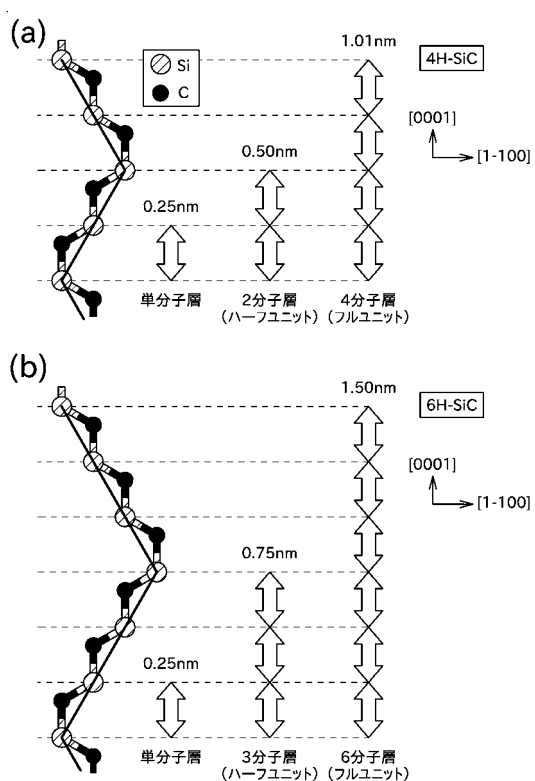 (a)
1.01nm
4H-SiC
Si
C
[0001]
[1-100]
0.50nm
0.25nm
単分子層
2分子層
(ハーフユニット)
4分子層
(フルユニット)
(b)
1.50nm
6H-SiC
[0001]
[1-100]
0.75nm
0.25nm
単分子層
3分子層
(ハーフユニット)
6分子層
(フルユニット)